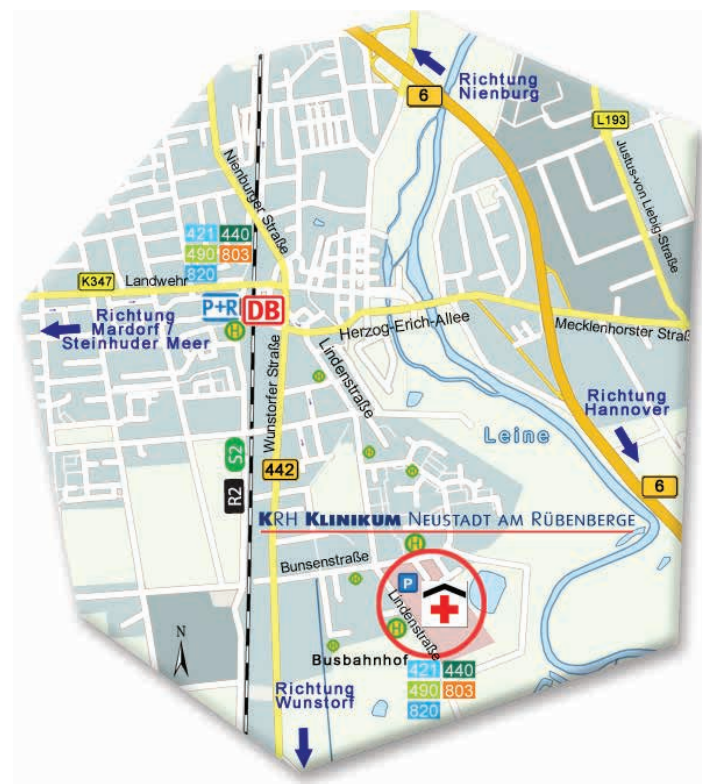 Richtung
Nienburg
6
L193
Justus-von Liebig-Straße
Nienburger Straße
421 440
490 803
820
K347 Landwehr
P+R DB
H
Richtung
Mardorf /
Steinhuder Meer
Herzog-Erich-Allee
Mecklenhorster Straß
Lindenstraße
Wunstorfer Straße
Richtung
Hannover
Leine
S2
442
R2
6
KRH KLINIKUM NEUSTADT AM RÜBENBERGE
H
Bunsenstraße
P
Lindenstraße
H
N
Busbahnhof
421 440
490 803
820
Richtung
Wunstorf